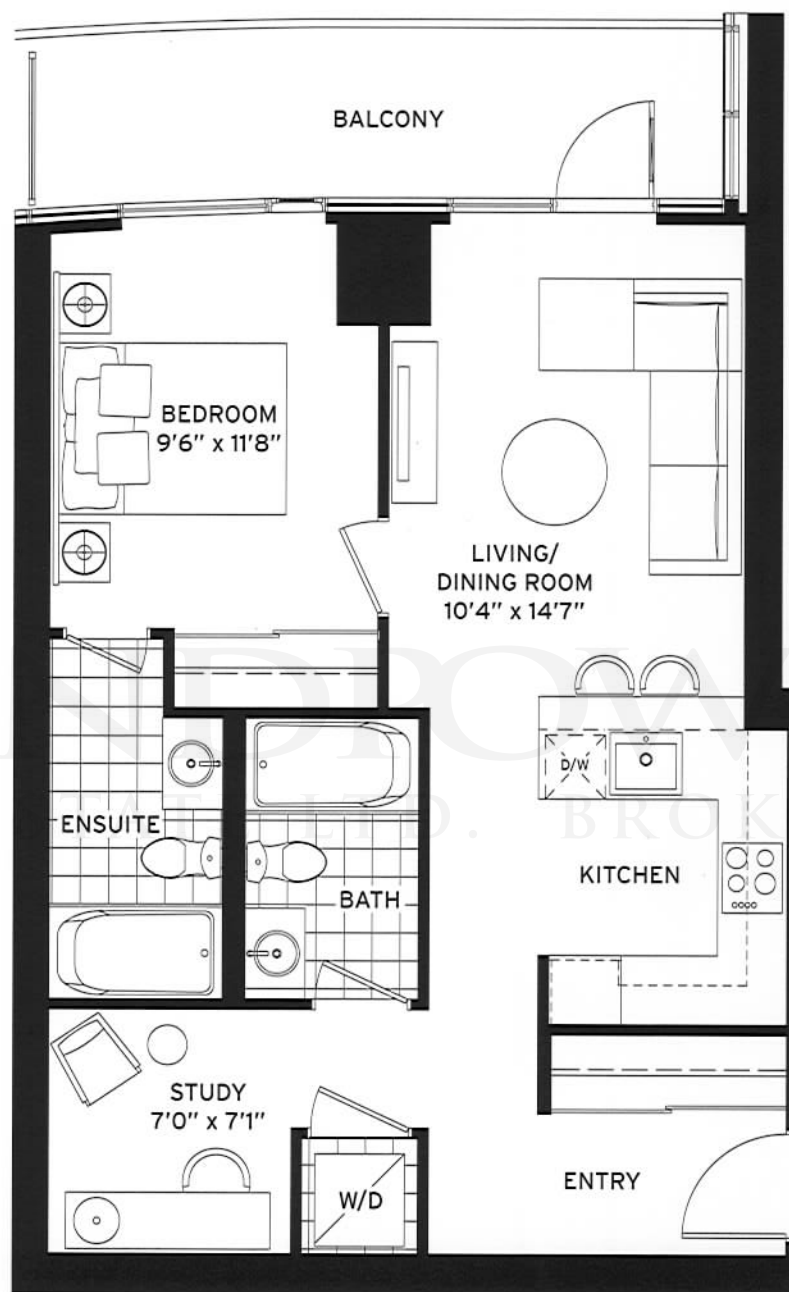 BALCONY
BEDROOM
9'6" x 11'8"
LIVING/
DINING ROOM
10'4" x 14'7"
D/W
ENSUITE
KITCHEN
BATH
STUDY
7'0" x 7'1"
W/D
ENTRY